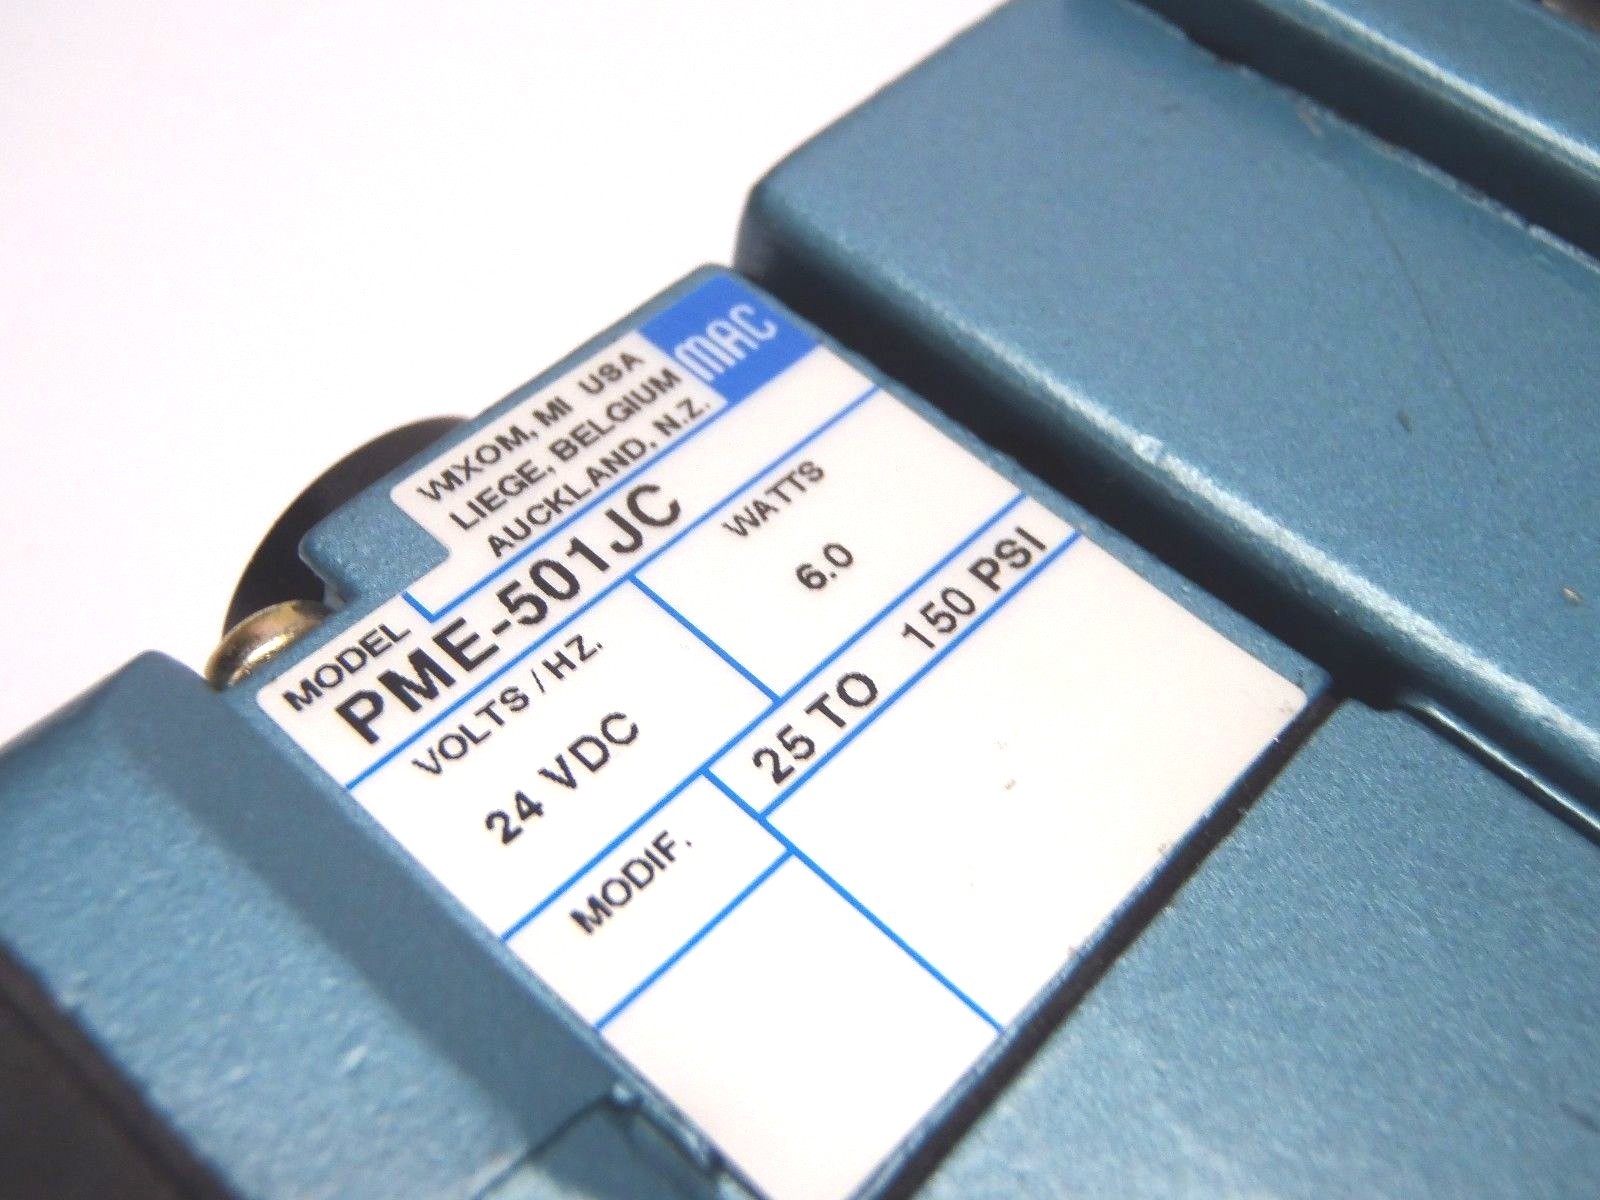 MAC
WIXOM, MI USA
LIEGE, BELGIUM
AUCKLAND, N.Z.
MODEL
PME-501JC
VOLTS / HZ.
24 VDC
WATTS
6.0
25 TO 150 PSI
MODIF.